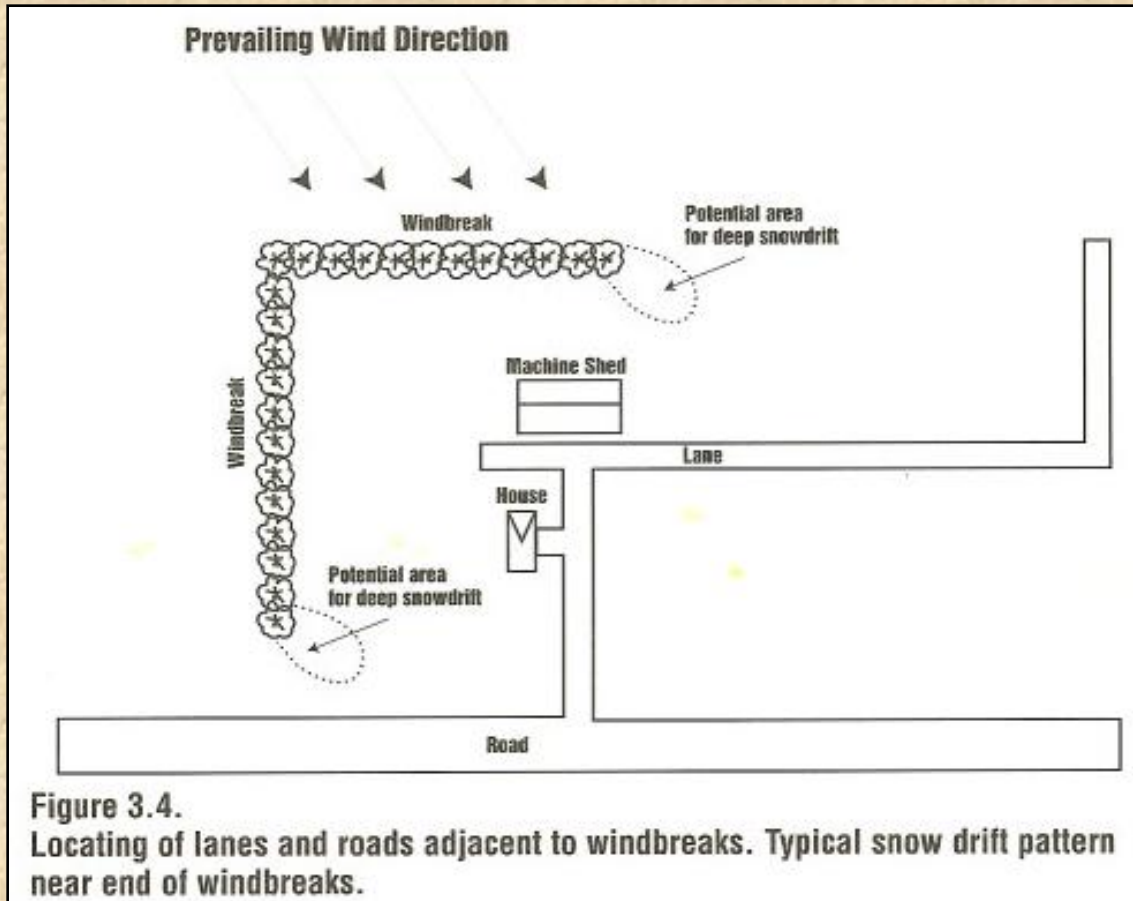 Prevailing Wind Direction
Windbreak
Potential area
for deep snowdrift
Machine Shed
Windbreak
Lane
House
Potential area
for deep snowdrift
Road
Figure 3.4.
Locating of lanes and roads adjacent to windbreaks. Typical snow drift pattern
near end of windbreaks.